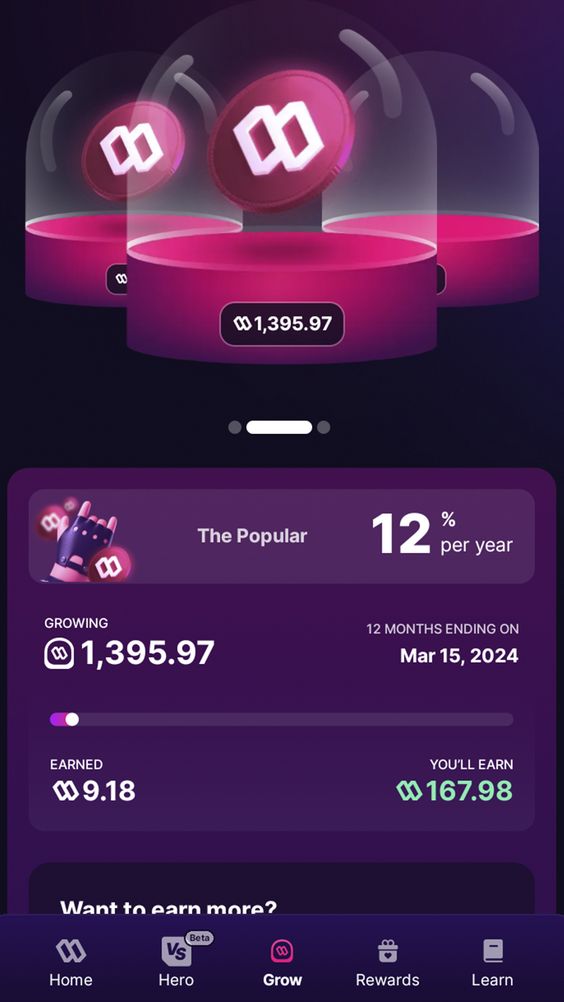 1,395.97
The Popular
12 % per year
GROWING
1,395.97
12 MONTHS ENDING ON
Mar 15, 2024
EARNED
9.18
YOU'LL EARN
167.98
Want to earn more?
Home
VS Beta
Hero
Grow
Rewards
Learn